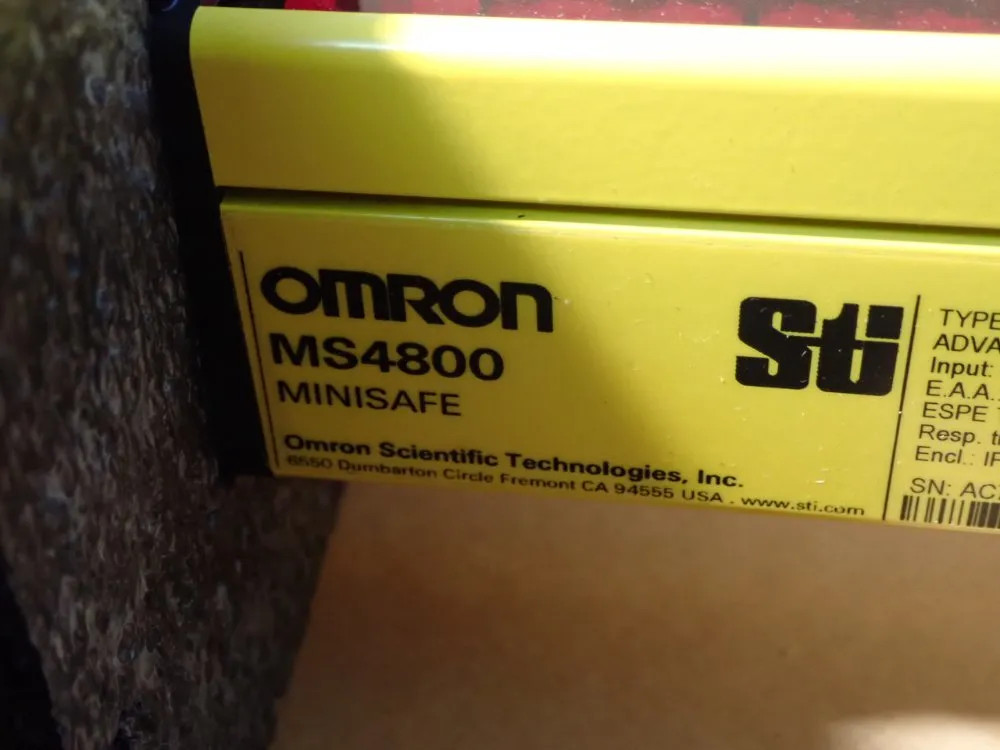 OMRON
MS4800
MINISAFE
Omron Scientific Technologies, Inc.
6550 Dumbarton Circle Fremont CA 94555 USA - www.sti.com
Sti
TYPE
ADVA
Input:
E.A.A.
ESPE
Resp. ti
Encl.: IP
SN: AC